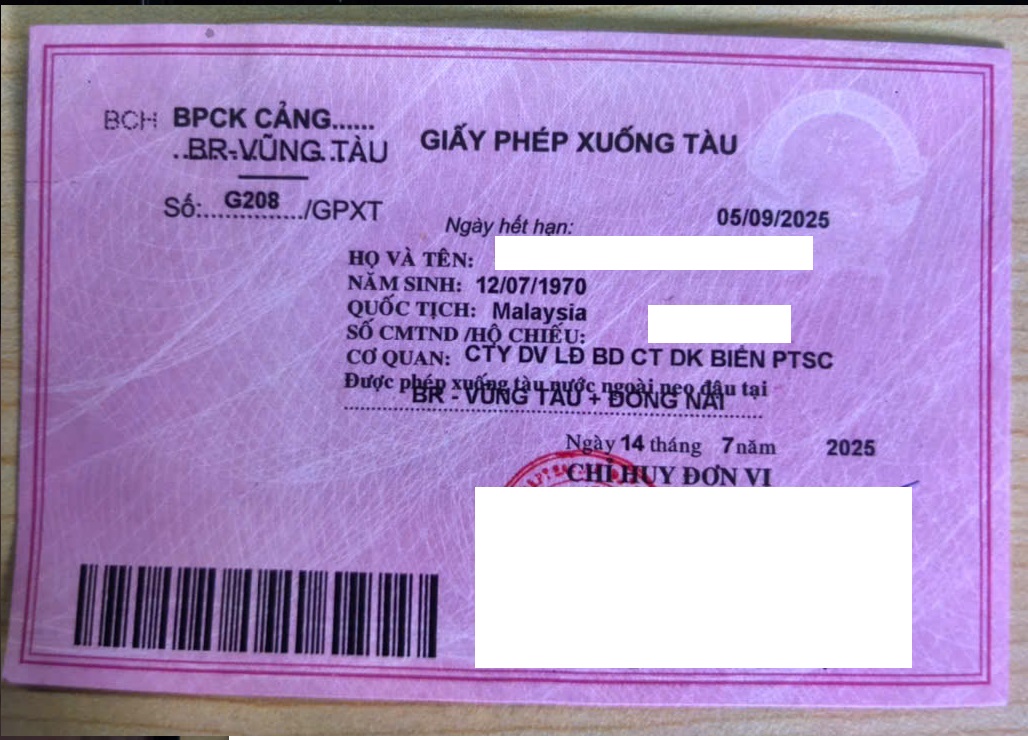 BCH BPCK CẢNG......
..BR-VŨNG.TÀU
Số:....G208..../GPXT
GIẤY PHÉP XUỐNG TÀU
Ngày hết hạn: 05/09/2025
HỌ VÀ TÊN:
NĂM SINH: 12/07/1970
QUỐC TỊCH: Malaysia
SỐ CMTND /HỘ CHIẾU:
CƠ QUAN: CTY DV LĐ BD CT DK BIỂN PTSC
Được phép xuống tàu nước ngoài neo đậu tại
BR - VŨNG TÀU + ĐỒNG NAI
Ngày 14 tháng 7 năm 2025
CHỈ HUY ĐƠN VỊ